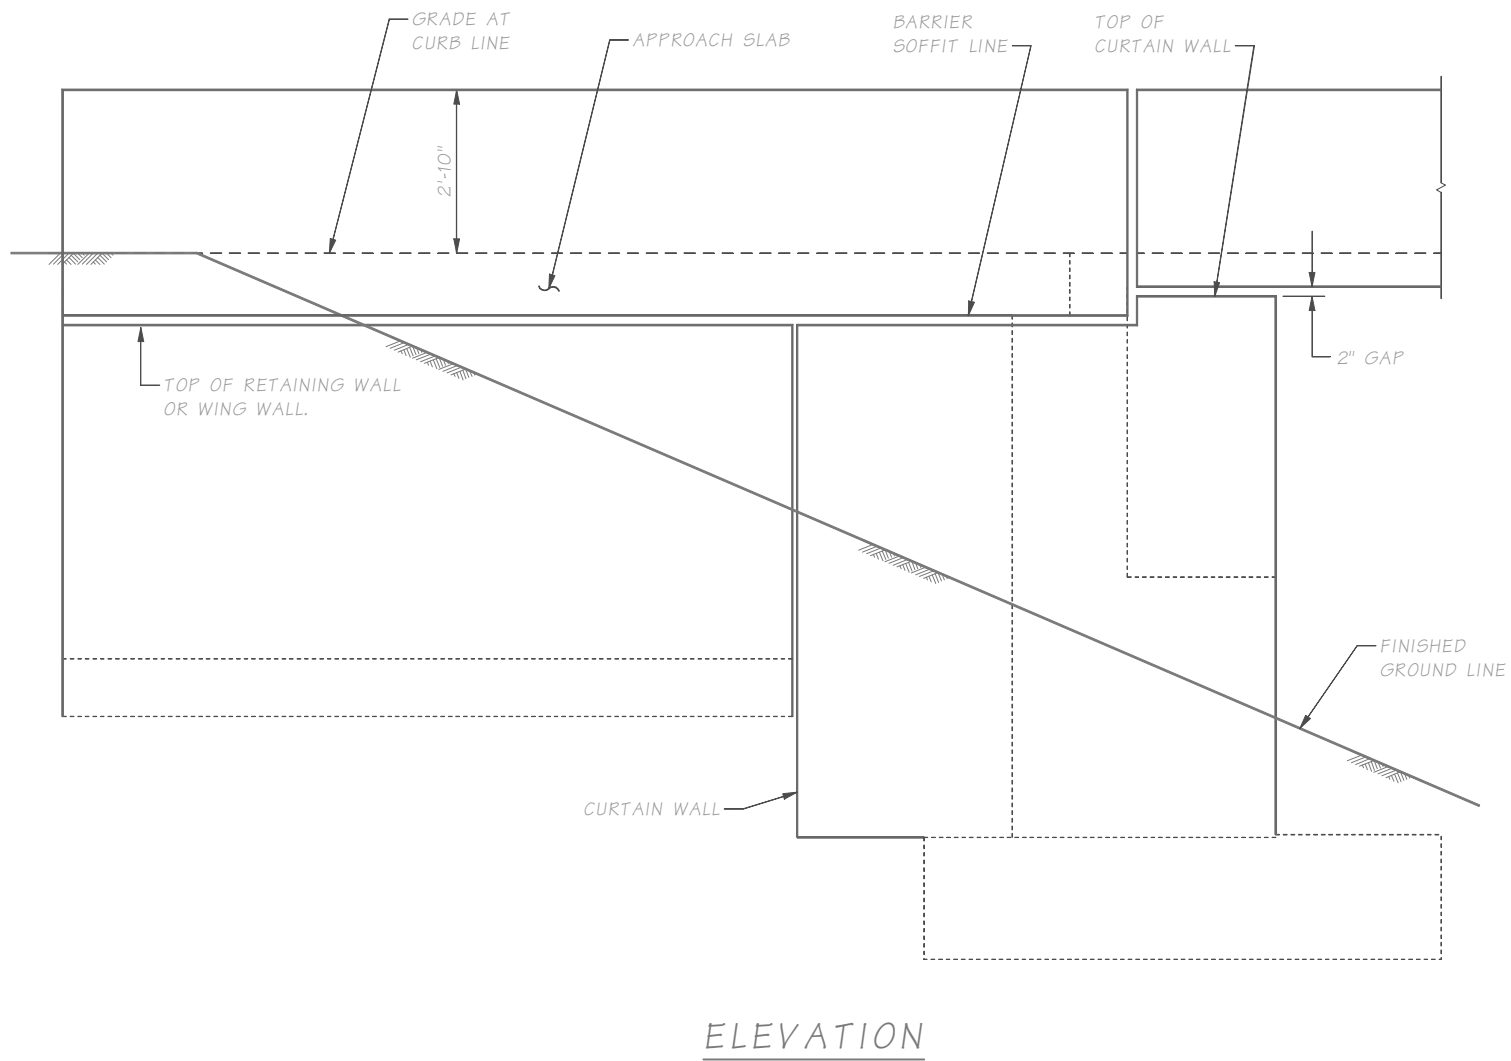 GRADE AT
CURB LINE
APPROACH SLAB
BARRIER
SOFFIT LINE
TOP OF
CURTAIN WALL
2'-10"
2" GAP
TOP OF RETAINING WALL
OR WING WALL.
FINISHED
GROUND LINE
CURTAIN WALL
ELEVATION